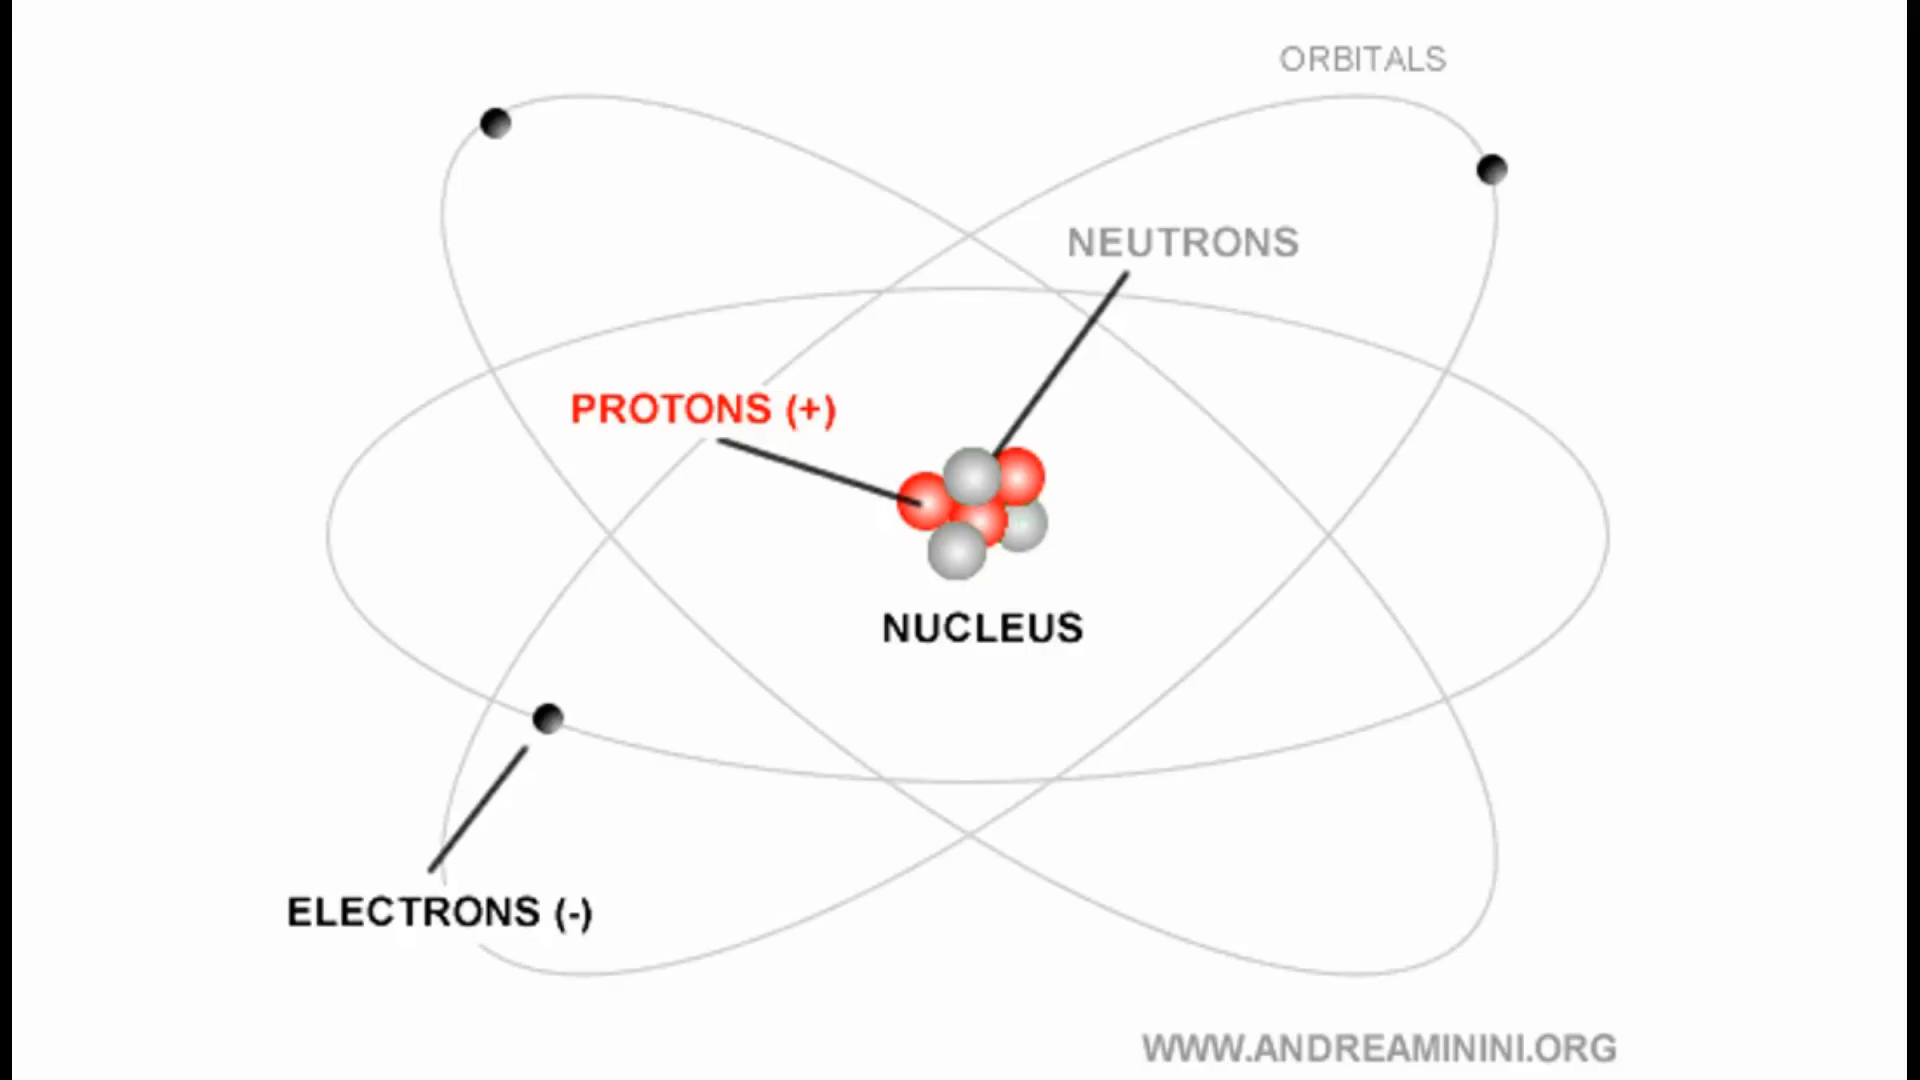 ORBITALS
NEUTRONS
PROTONS (+)
NUCLEUS
ELECTRONS (-)
WWW.ANDREAMININI.ORG